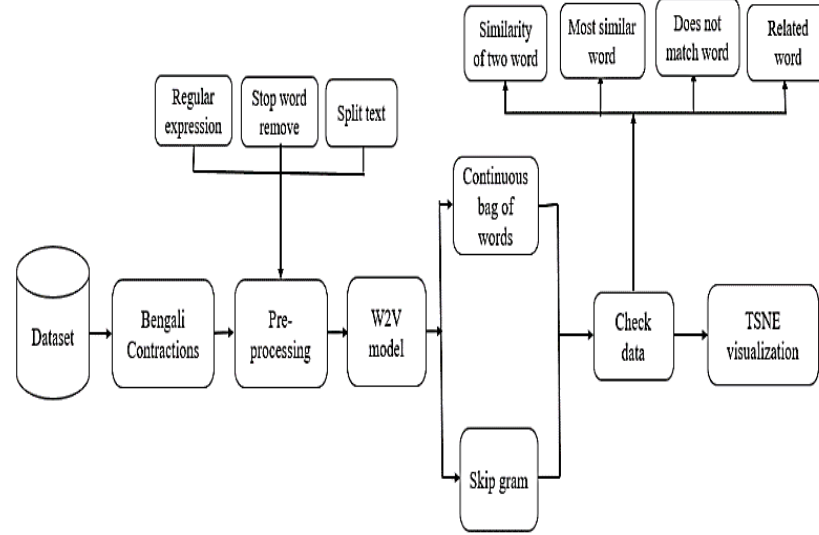 Similarity
of two word
Most similar
word
Does not
match word
Related
word
Regular
expression
Stop word
remove
Split text
Continuous
bag of
words
Dataset
Bengali
Contractions
Pre-
processing
W2V
model
Check
data
TSNE
visualization
Skip gram